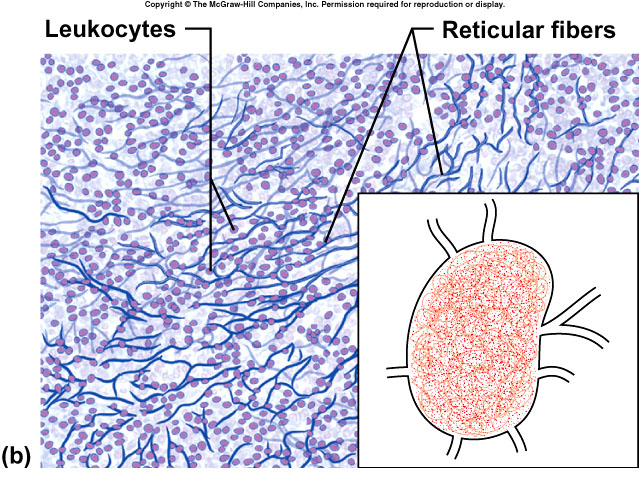 Copyright © The McGraw-Hill Companies, Inc. Permission required for reproduction or display.
Leukocytes
Reticular fibers
(b)